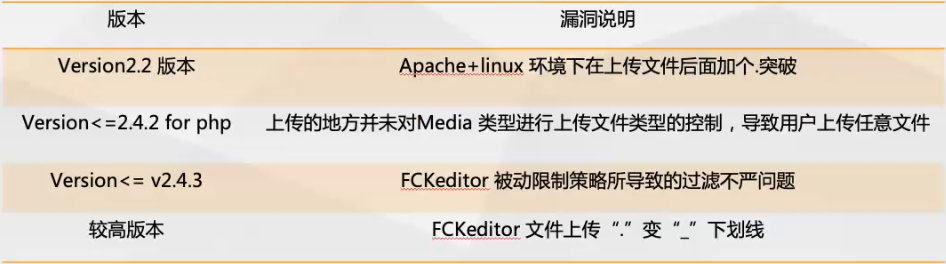 版本 漏洞说明
Version2.2 版本 Apache+linux 环境下在上传文件后面加个.突破
Version<=2.4.2 for php 上传的地方并未对Media 类型进行上传文件类型的控制，导致用户上传任意文件
Version<= v2.4.3 FCKeditor 被动限制策略所导致的过滤不严问题
较高版本 FCKeditor 文件上传“.”变“_”下划线